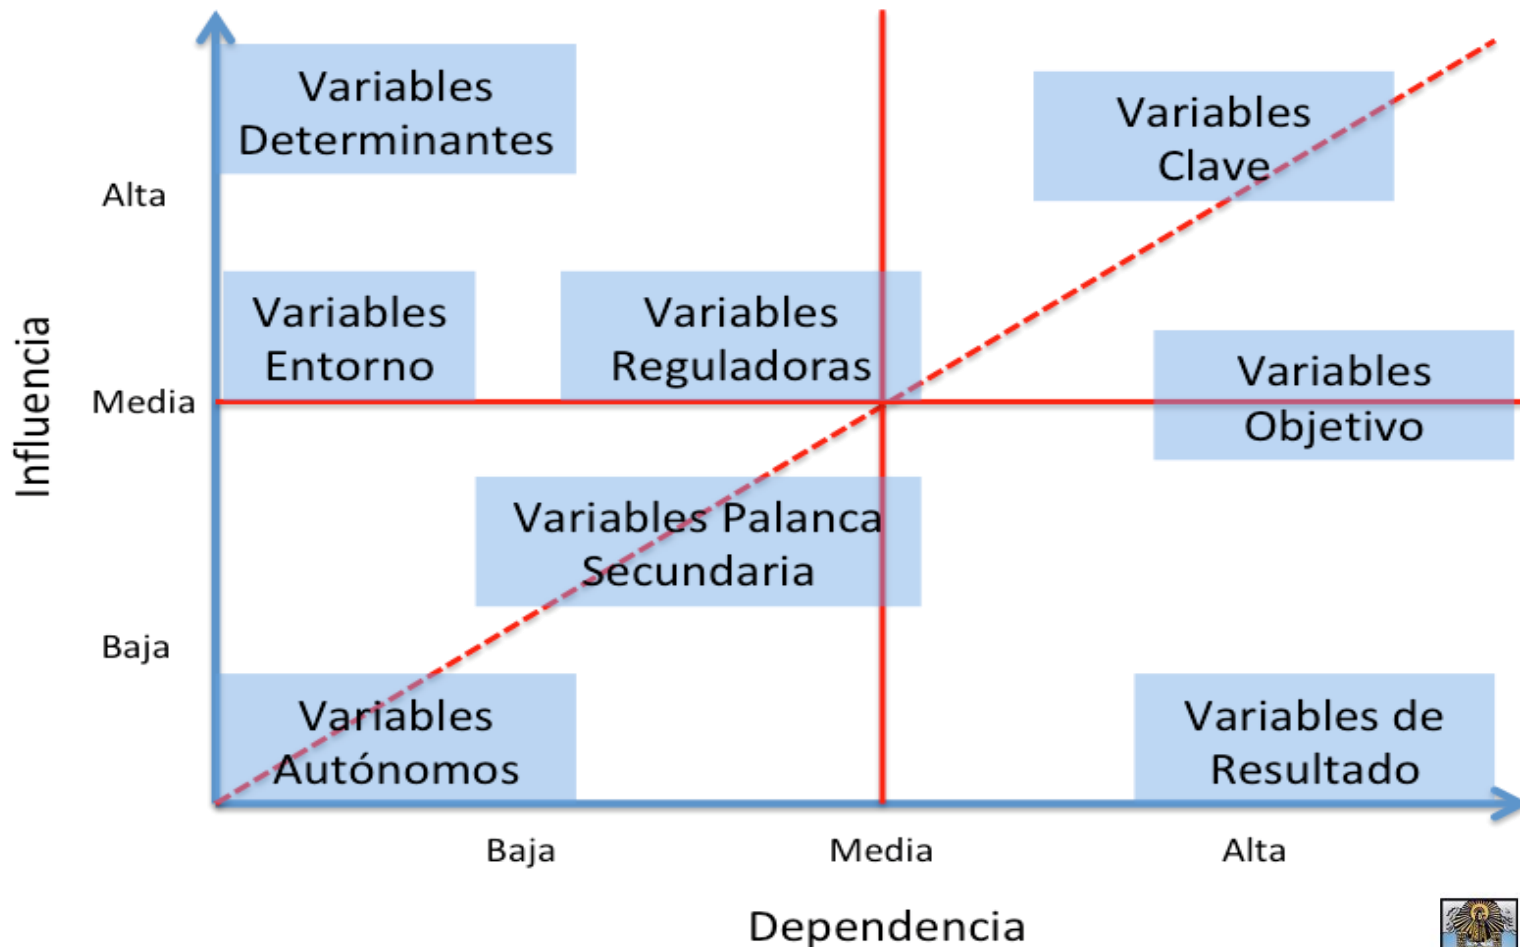 Variables
Determinantes
Variables
Clave
Alta
Variables
Entorno
Variables
Reguladoras
Variables
Objetivo
Media
Influencia
Variables Palanca
Secundaria
Baja
Variables
Autónomos
Variables de
Resultado
Baja
Media
Alta
Dependencia